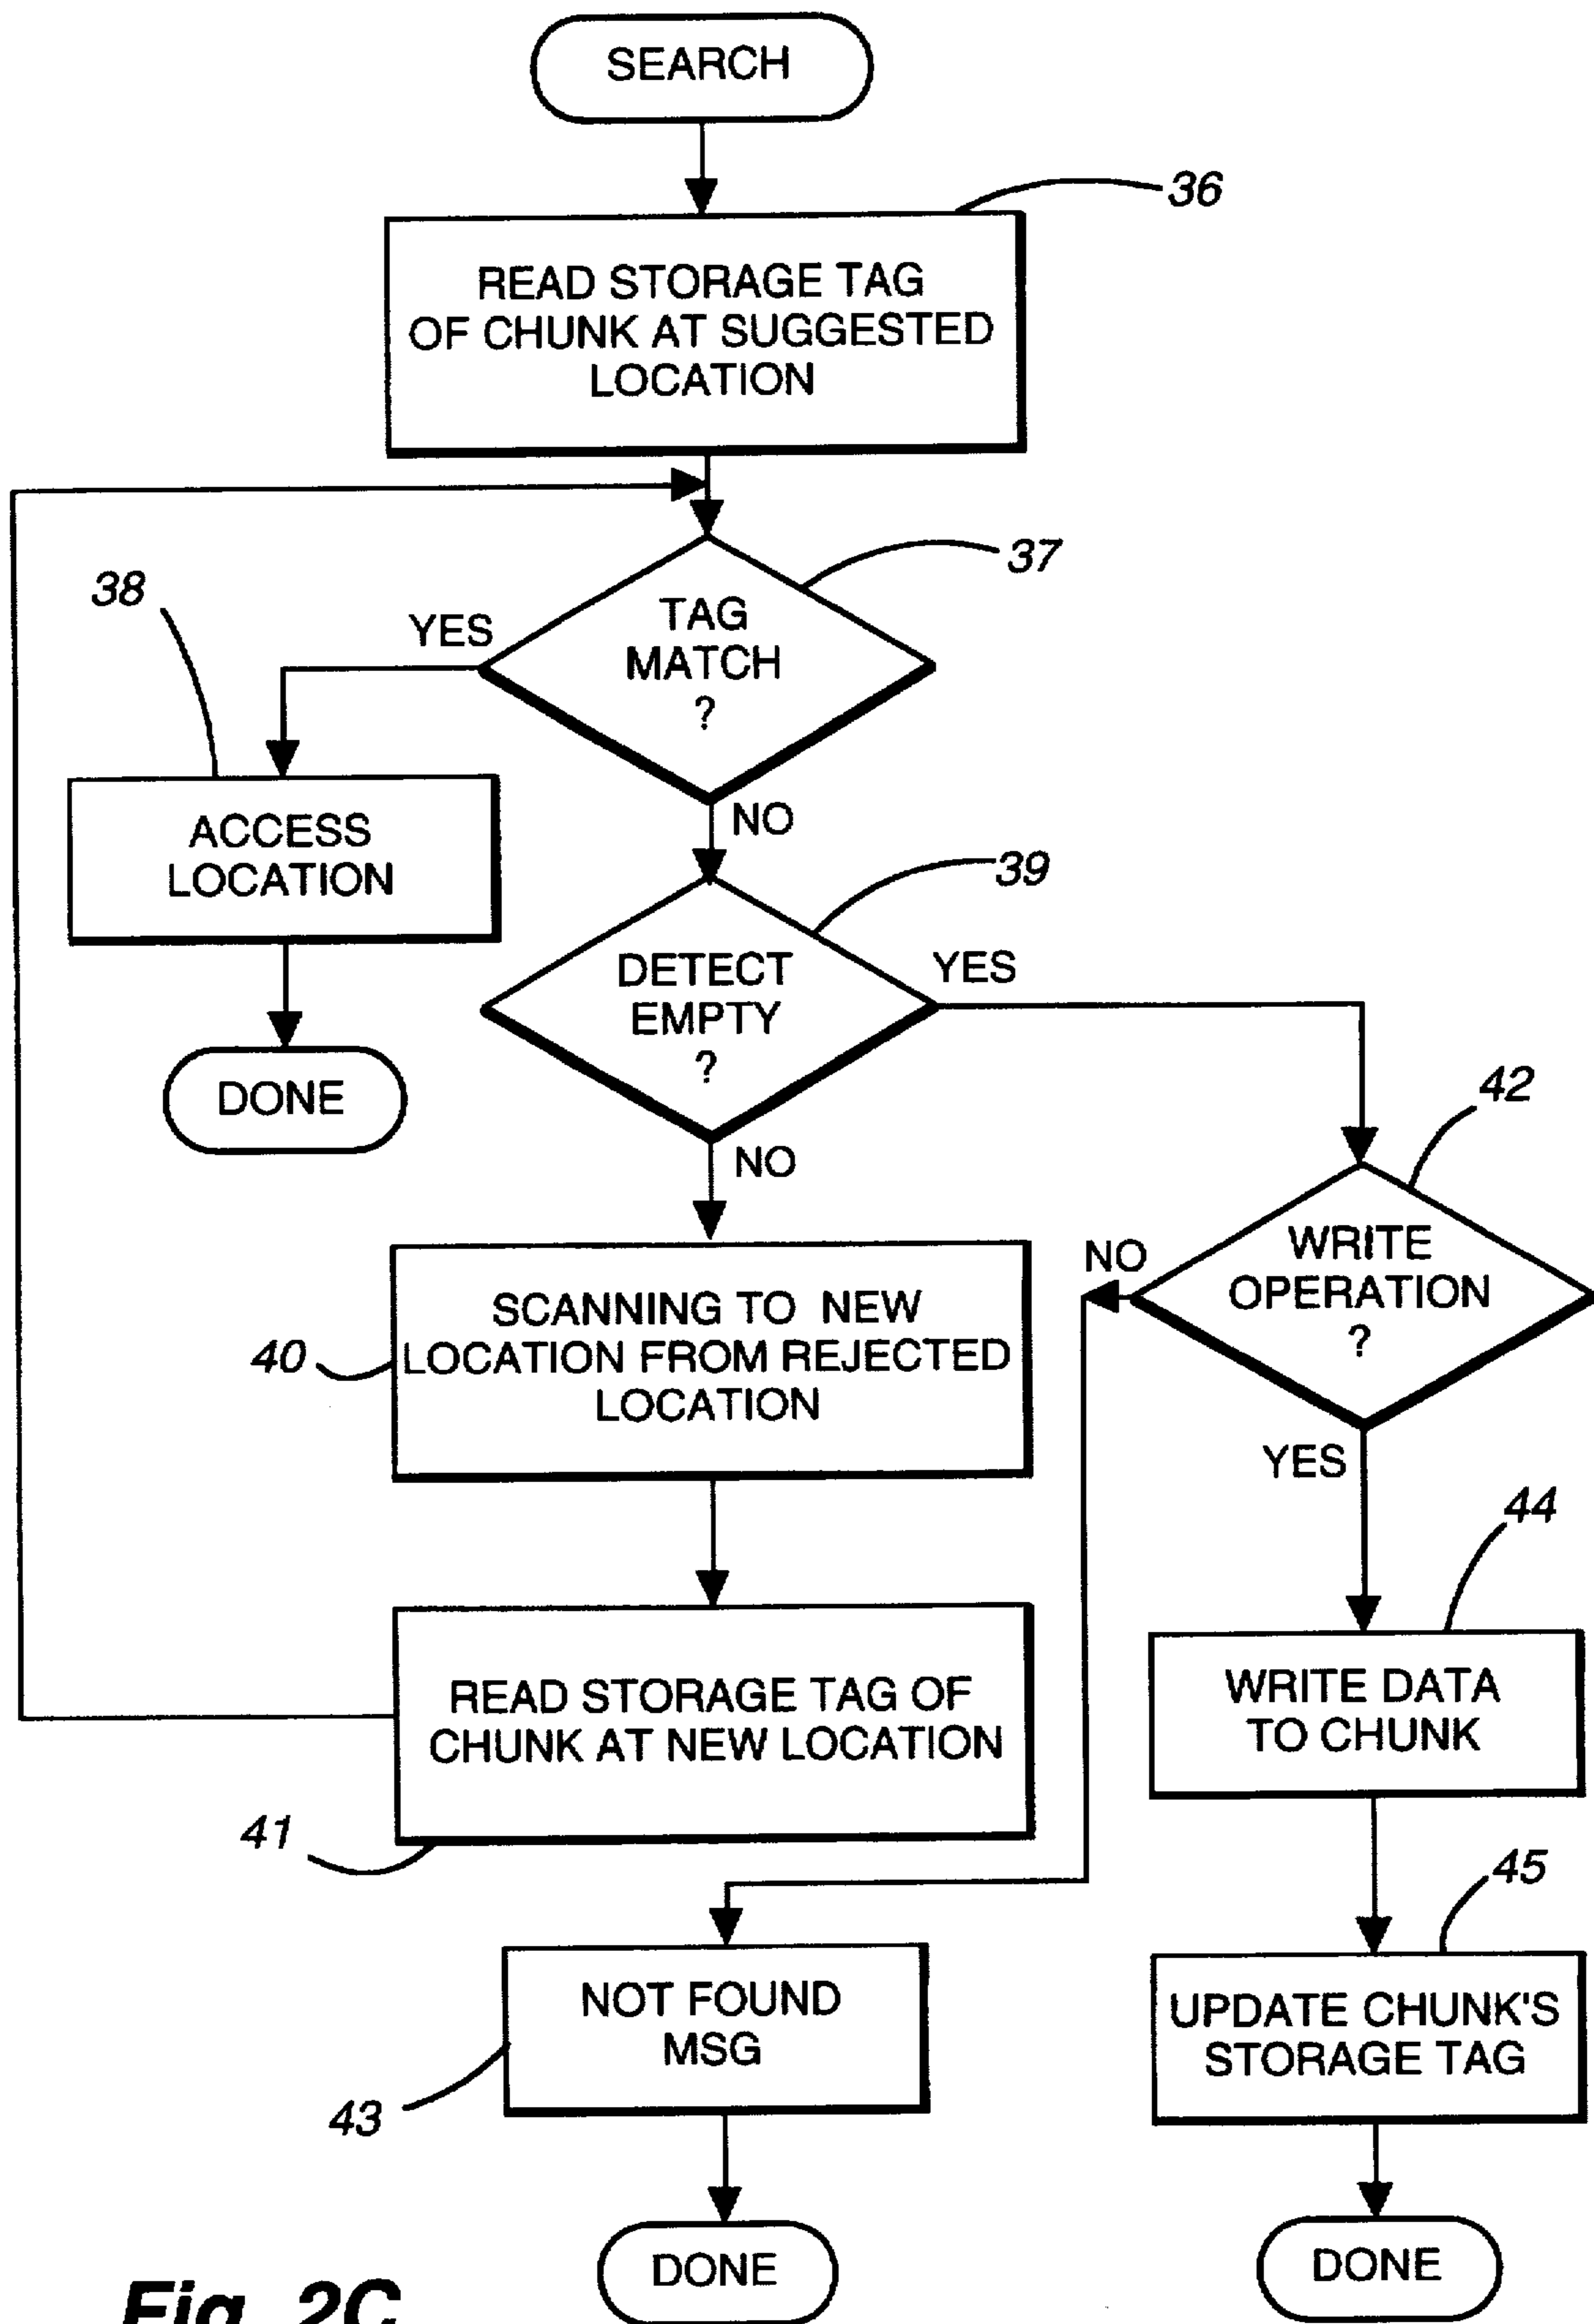 SEARCH
36
READ STORAGE TAG
OF CHUNK AT SUGGESTED
LOCATION
37
38
YES
TAG
MATCH
?
NO
ACCESS
LOCATION
39
DETECT
EMPTY
?
YES
DONE
42
NO
WRITE
OPERATION
?
NO
SCANNING TO NEW
LOCATION FROM REJECTED
LOCATION
40
YES
44
READ STORAGE TAG OF
CHUNK AT NEW LOCATION
WRITE DATA
TO CHUNK
41
45
NOT FOUND
MSG
UPDATE CHUNK'S
STORAGE TAG
43
DONE
DONE
Fig. 2C